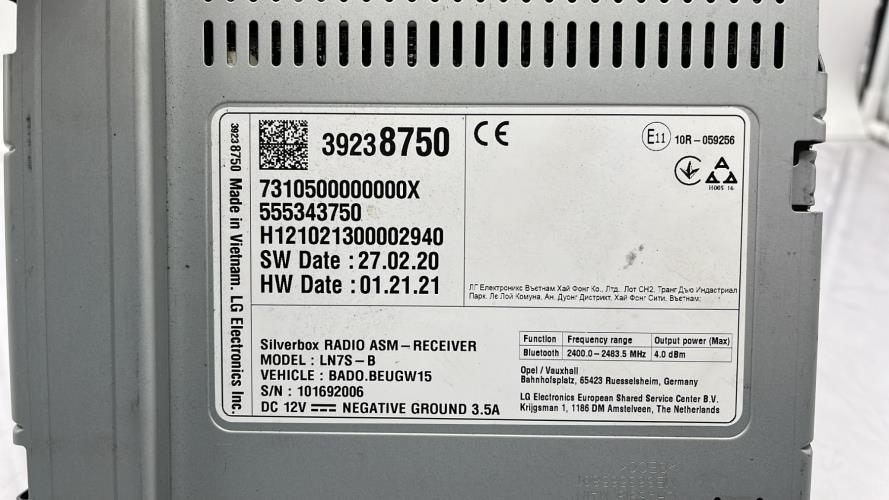 39238750
CE
E11 10R-059256
7310500000000X
555343750
H121021300002940
SW Date : 27.02.20
HW Date : 01.21.21
ЛГ Електроникс Вьетнам Хай Фонг Ко., Лтд. Лот СН2, Транг Дью Индастриал
Парк. Ле Лой Комуна, Ан. Дуонг Дистрикт, Хай Фонг Сити, Вьетнам.
39238750 Made in Vietnam. LG Electronics Inc.
Silverbox RADIO ASM-RECEIVER
MODEL : LN7S-B
VEHICLE : BADO.BEUGW15
S/N : 101692006
DC 12V NEGATIVE GROUND 3.5A
Function Frequency range Output power (Max)
Bluetooth 2400.0-2483.5 MHz 4.0 dBm
Opel / Vauxhall
Bahnhofsplatz, 65423 Ruesselsheim, Germany
LG Electronics European Shared Service Center B.V.
Krijgsman 1, 1186 DM Amstelveen, The Netherlands